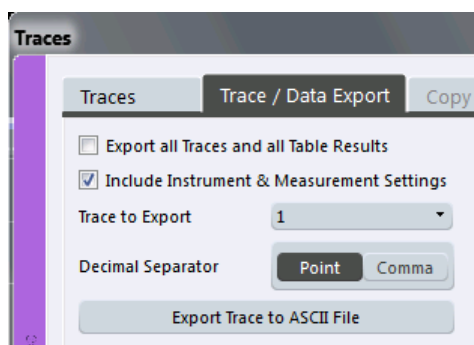 Traces
Traces Trace / Data Export Copy
Export all Traces and all Table Results
Include Instrument & Measurement Settings
Trace to Export 1
Decimal Separator Point Comma
Export Trace to ASCII File